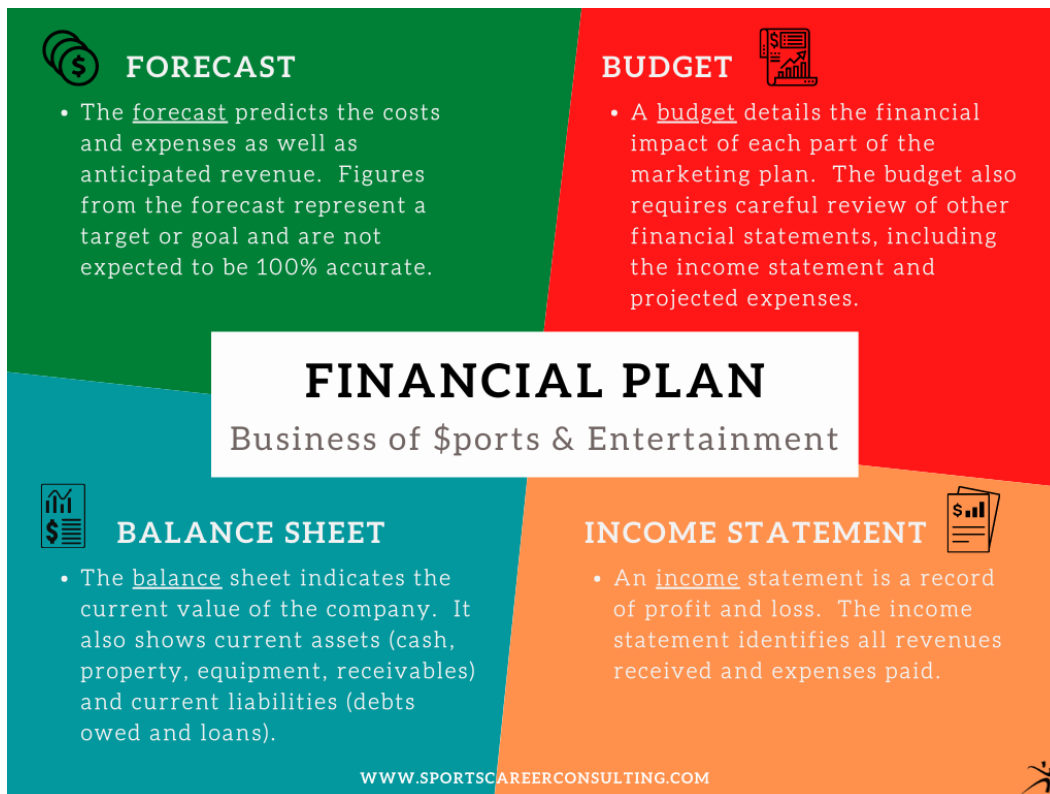 FORECAST
• The forecast predicts the costs
and expenses as well as
anticipated revenue.  Figures
from the forecast represent a
target or goal and are not
expected to be 100% accurate.
BUDGET
• A budget details the financial
impact of each part of the
marketing plan.  The budget also
requires careful review of other
financial statements, including
the income statement and
projected expenses.
FINANCIAL PLAN
Business of $ports & Entertainment
BALANCE SHEET
• The balance sheet indicates the
current value of the company.  It
also shows current assets (cash,
property, equipment, receivables)
and current liabilities (debts
owed and loans).
INCOME STATEMENT
• An income statement is a record
of profit and loss.  The income
statement identifies all revenues
received and expenses paid.
WWW.SPORTSCAREERCONSULTING.COM